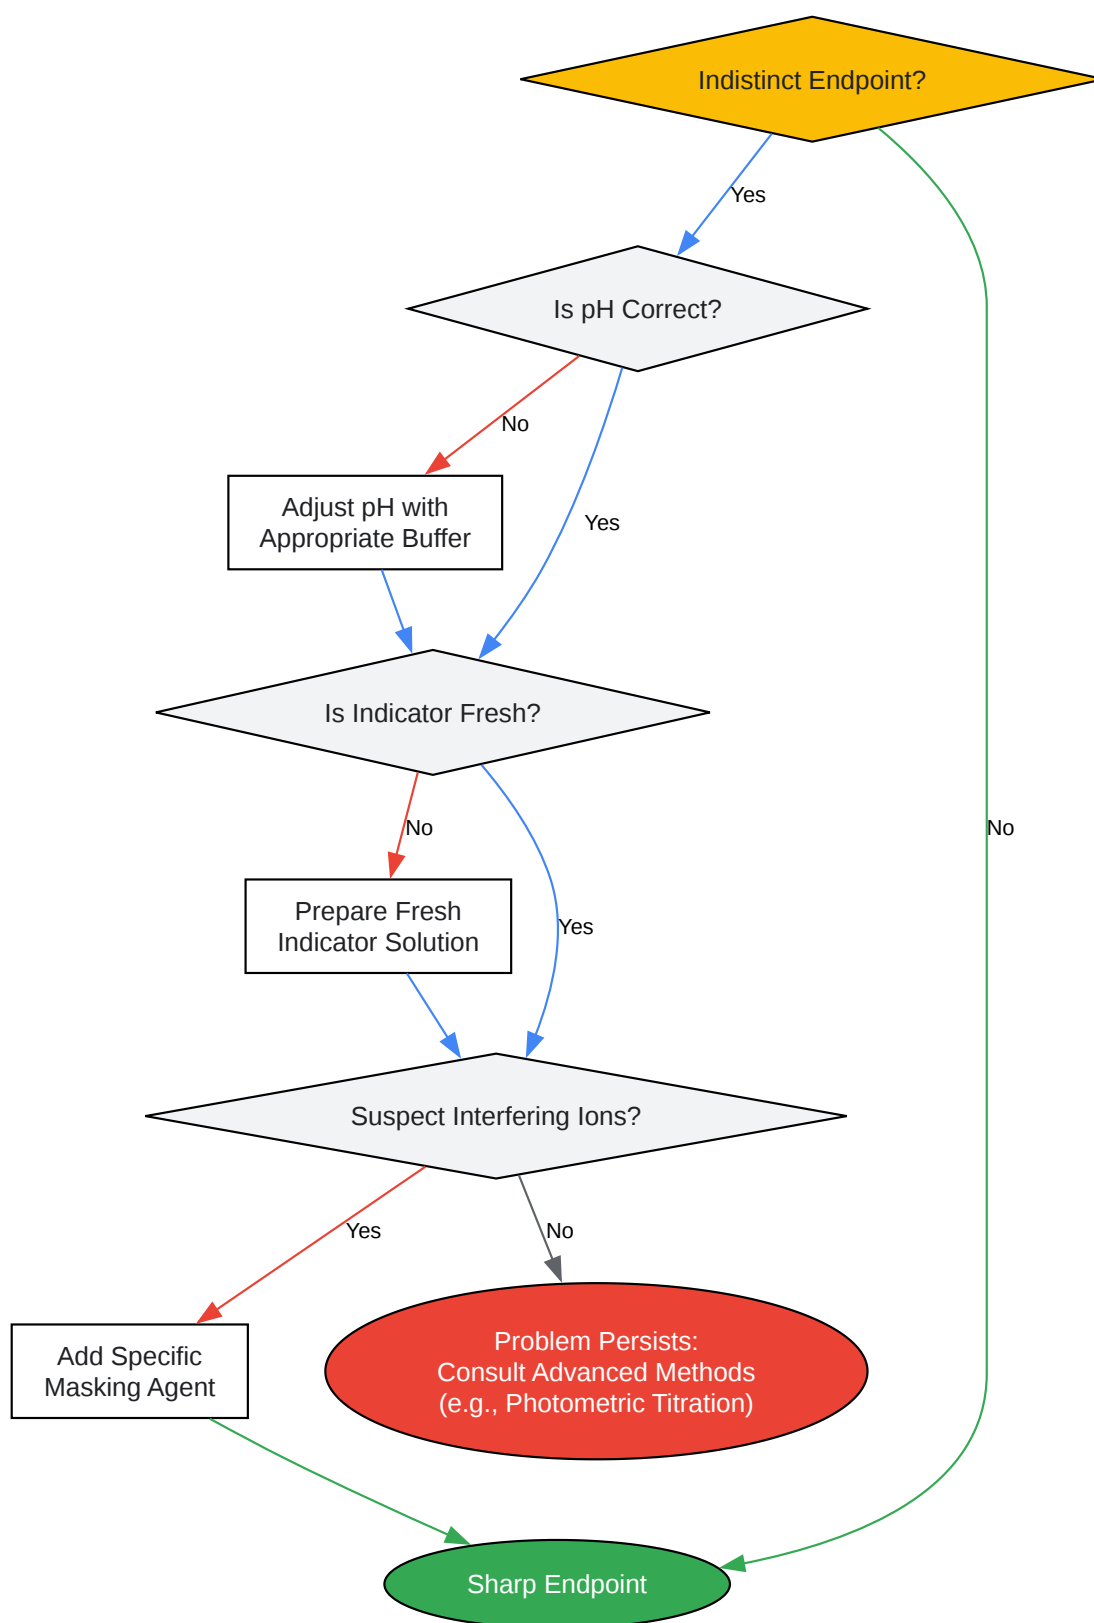 Indistinct Endpoint?
Yes
Is pH Correct?
No
Adjust pH with
Appropriate Buffer
Yes
Is Indicator Fresh?
No
No
Prepare Fresh
Indicator Solution
Yes
Suspect Interfering Ions?
Yes
No
Problem Persists:
Consult Advanced Methods
(e.g., Photometric Titration)
Add Specific
Masking Agent
Sharp Endpoint